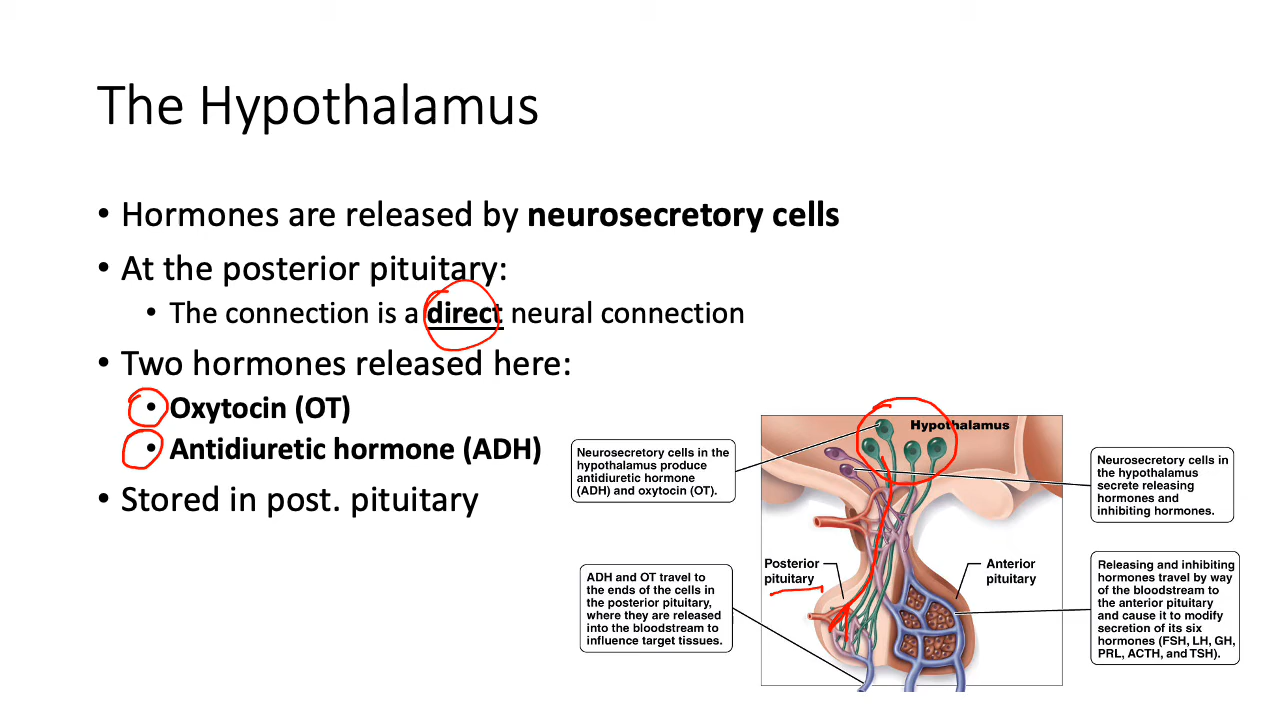 The Hypothalamus
• Hormones are released by neurosecretory cells
• At the posterior pituitary:
• The connection is a direct neural connection
• Two hormones released here:
• Oxytocin (OT)
• Antidiuretic hormone (ADH)
• Stored in post. pituitary
Hypothalamus
Neurosecretory cells in the
hypothalamus produce
antidiuretic hormone
(ADH) and oxytocin (OT).
Neurosecretory cells in
the hypothalamus
secrete releasing
hormones and
inhibiting hormones.
Posterior
pituitary
Anterior
pituitary
ADH and OT travel to
the ends of the cells in
the posterior pituitary,
where they are released
into the bloodstream to
influence target tissues.
Releasing and inhibiting
hormones travel by way
of the bloodstream to
the anterior pituitary
and cause it to modify
secretion of its six
hormones (FSH, LH, GH,
PRL, ACTH, and TSH).